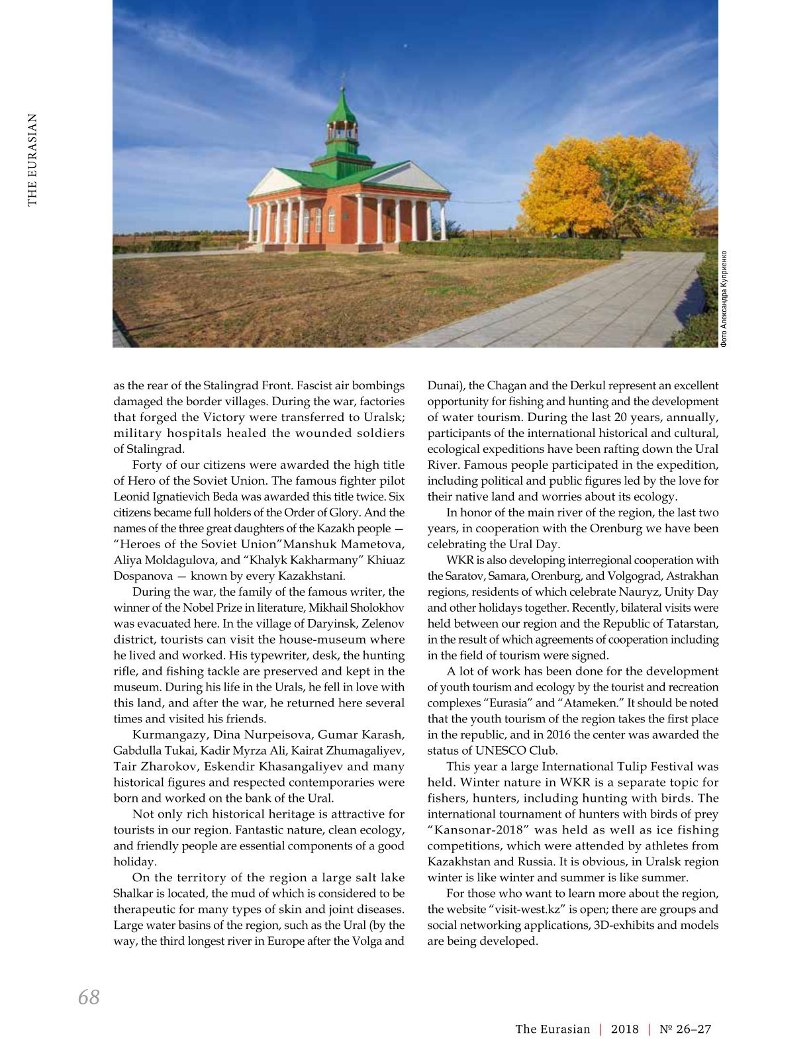 THE EURASIAN
Фото Александра Куприенко
as the rear of the Stalingrad Front. Fascist air bombings
damaged the border villages. During the war, factories
that forged the Victory were transferred to Uralsk;
military hospitals healed the wounded soldiers
of Stalingrad.
Forty of our citizens were awarded the high title
of Hero of the Soviet Union. The famous fighter pilot
Leonid Ignatievich Beda was awarded this title twice. Six
citizens became full holders of the Order of Glory. And the
names of the three great daughters of the Kazakh people —
“Heroes of the Soviet Union”Manshuk Mametova,
Aliya Moldagulova, and “Khalyk Kakharmany” Khiuaz
Dospanova — known by every Kazakhstani.
During the war, the family of the famous writer, the
winner of the Nobel Prize in literature, Mikhail Sholokhov
was evacuated here. In the village of Daryinsk, Zelenov
district, tourists can visit the house-museum where
he lived and worked. His typewriter, desk, the hunting
rifle, and fishing tackle are preserved and kept in the
museum. During his life in the Urals, he fell in love with
this land, and after the war, he returned here several
times and visited his friends.
Kurmangazy, Dina Nurpeisova, Gumar Karash,
Gabdulla Tukai, Kadir Myrza Ali, Kairat Zhumagaliyev,
Tair Zharokov, Eskendir Khasangaliyev and many
historical figures and respected contemporaries were
born and worked on the bank of the Ural.
Not only rich historical heritage is attractive for
tourists in our region. Fantastic nature, clean ecology,
and friendly people are essential components of a good
holiday.
On the territory of the region a large salt lake
Shalkar is located, the mud of which is considered to be
therapeutic for many types of skin and joint diseases.
Large water basins of the region, such as the Ural (by the
way, the third longest river in Europe after the Volga and
Dunai), the Chagan and the Derkul represent an excellent
opportunity for fishing and hunting and the development
of water tourism. During the last 20 years, annually,
participants of the international historical and cultural,
ecological expeditions have been rafting down the Ural
River. Famous people participated in the expedition,
including political and public figures led by the love for
their native land and worries about its ecology.
In honor of the main river of the region, the last two
years, in cooperation with the Orenburg we have been
celebrating the Ural Day.
WKR is also developing interregional cooperation with
the Saratov, Samara, Orenburg, and Volgograd, Astrakhan
regions, residents of which celebrate Nauryz, Unity Day
and other holidays together. Recently, bilateral visits were
held between our region and the Republic of Tatarstan,
in the result of which agreements of cooperation including
in the field of tourism were signed.
A lot of work has been done for the development
of youth tourism and ecology by the tourist and recreation
complexes “Eurasia” and “Atameken.” It should be noted
that the youth tourism of the region takes the first place
in the republic, and in 2016 the center was awarded the
status of UNESCO Club.
This year a large International Tulip Festival was
held. Winter nature in WKR is a separate topic for
fishers, hunters, including hunting with birds. The
international tournament of hunters with birds of prey
“Kansonar-2018” was held as well as ice fishing
competitions, which were attended by athletes from
Kazakhstan and Russia. It is obvious, in Uralsk region
winter is like winter and summer is like summer.
For those who want to learn more about the region,
the website “visit-west.kz” is open; there are groups and
social networking applications, 3D-exhibits and models
are being developed.
68
The Eurasian | 2018 | № 26–27